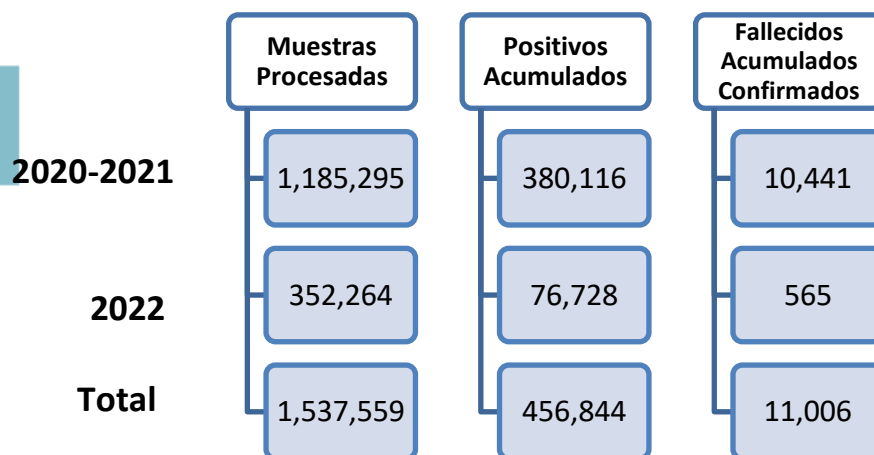 Muestras
Procesadas
Positivos
Acumulados
Fallecidos
Acumulados
Confirmados
2020-2021
1,185,295
380,116
10,441
2022
352,264
76,728
565
Total
1,537,559
456,844
11,006